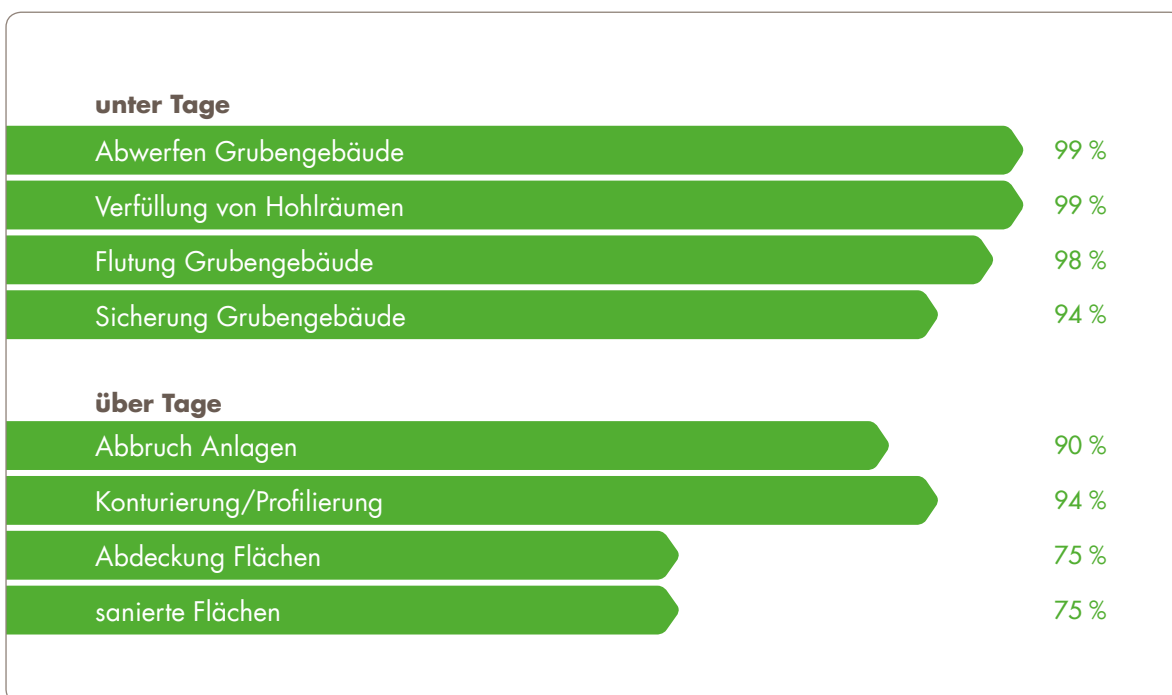 unter Tage
Abwerfen Grubengebäude 99 %
Verfüllung von Hohlräumen 99 %
Flutung Grubengebäude 98 %
Sicherung Grubengebäude 94 %
über Tage
Abbruch Anlagen 90 %
Konturierung/Profilierung 94 %
Abdeckung Flächen 75 %
sanierte Flächen 75 %